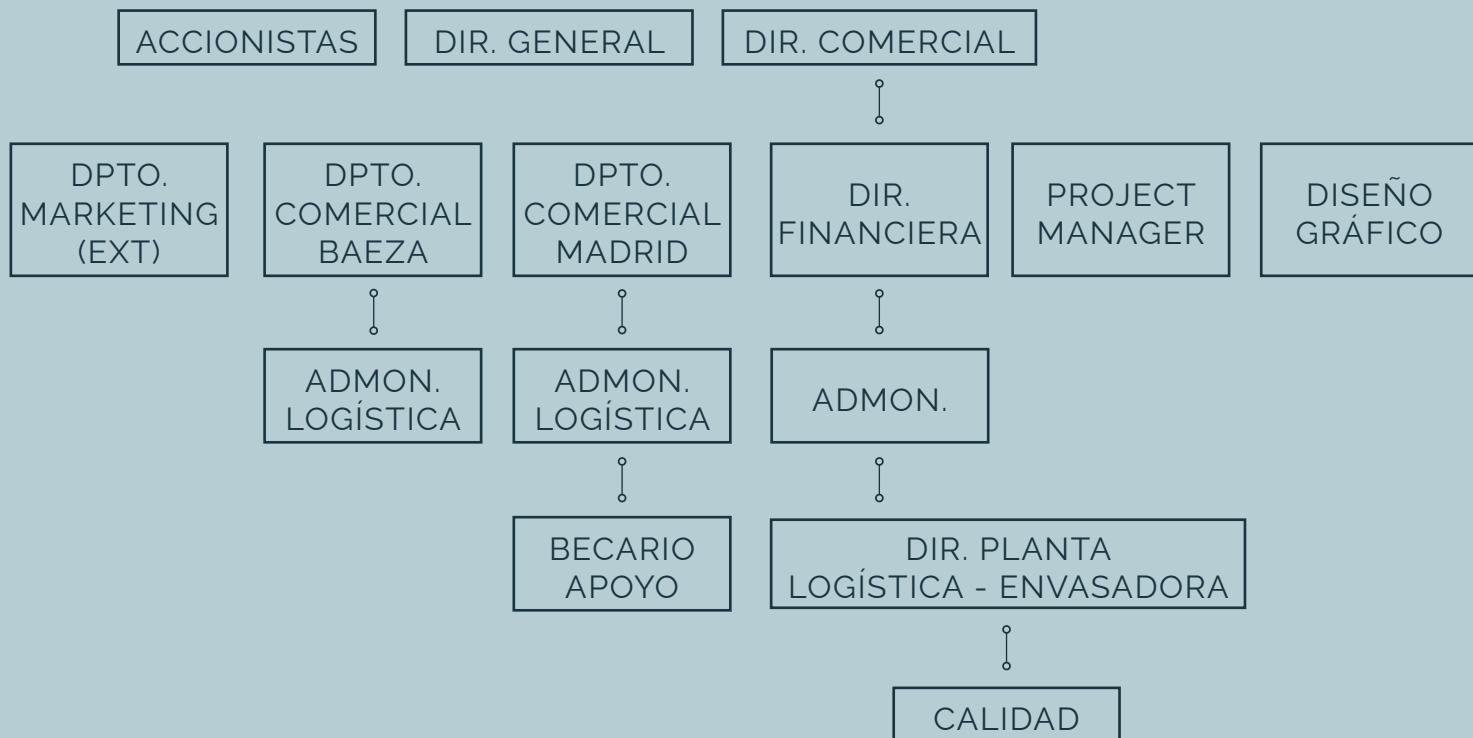 ACCIONISTAS
DIR. GENERAL
DIR. COMERCIAL
DPTO.
MARKETING
(EXT)
DPTO.
COMERCIAL
BAEZA
DPTO.
COMERCIAL
MADRID
DIR.
FINANCIERA
PROJECT
MANAGER
DISEÑO
GRÁFICO
ADMON.
LOGÍSTICA
ADMON.
LOGÍSTICA
ADMON.
BECARIO
APOYO
DIR. PLANTA
LOGÍSTICA - ENVASADORA
CALIDAD